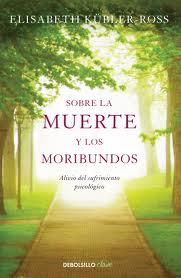 ELISABETH KÜBLER-ROSS
SOBRE LA
MUERTE
Y LOS
MORIBUNDOS
Alivio del sufrimiento
psicológico
DEBOLSILLO clave